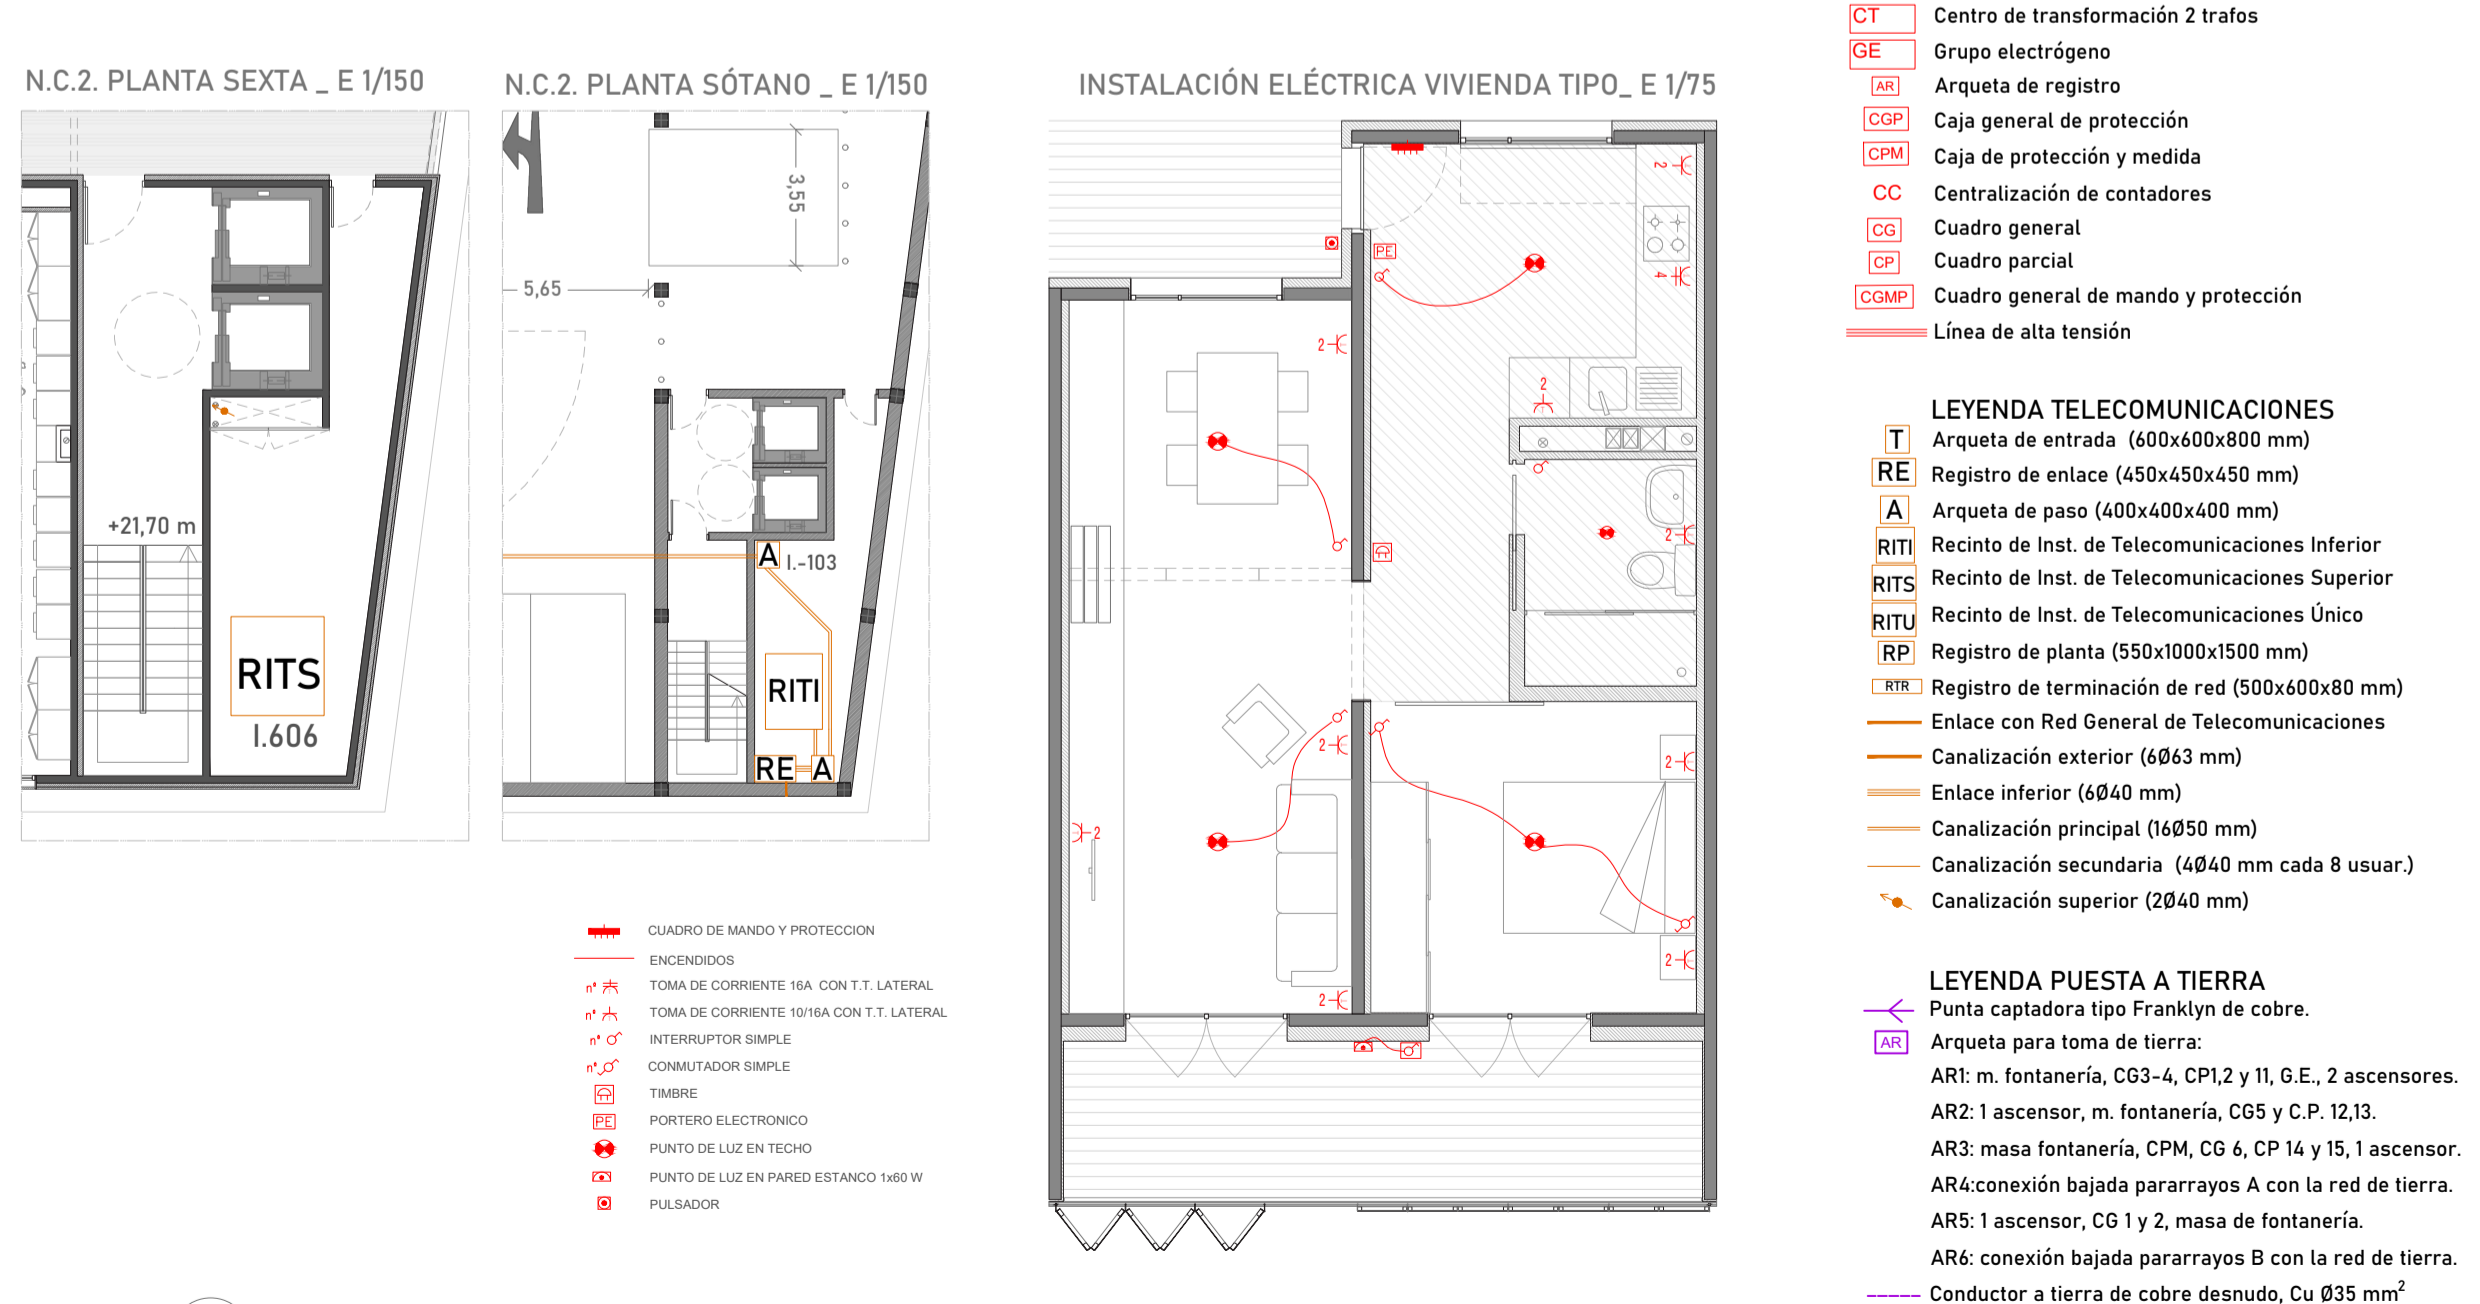 N.C.2. PLANTA SEXTA _ E 1/150
+21,70 m
RITS
I.606
N.C.2. PLANTA SÓTANO _ E 1/150
3,55
5,65
A
I.-103
RITI
RE
A
INSTALACIÓN ELÉCTRICA VIVIENDA TIPO_ E 1/75
2
PE
4
2
2
2
2
2
2
2
2
CUADRO DE MANDO Y PROTECCION
ENCENDIDOS
n° TOMA DE CORRIENTE 16A CON T.T. LATERAL
n° TOMA DE CORRIENTE 10/16A CON T.T. LATERAL
n° INTERRUPTOR SIMPLE
n° CONMUTADOR SIMPLE
TIMBRE
PE PORTERO ELECTRONICO
PUNTO DE LUZ EN TECHO
PUNTO DE LUZ EN PARED ESTANCO 1x60 W
PULSADOR
CT Centro de transformación 2 trafos
GE Grupo electrógeno
AR Arqueta de registro
CGP Caja general de protección
CPM Caja de protección y medida
CC Centralización de contadores
CG Cuadro general
CP Cuadro parcial
CGMP Cuadro general de mando y protección
Línea de alta tensión
LEYENDA TELECOMUNICACIONES
T Arqueta de entrada (600x600x800 mm)
RE Registro de enlace (450x450x450 mm)
A Arqueta de paso (400x400x400 mm)
RITI Recinto de Inst. de Telecomunicaciones Inferior
RITS Recinto de Inst. de Telecomunicaciones Superior
RITU Recinto de Inst. de Telecomunicaciones Único
RP Registro de planta (550x1000x1500 mm)
RTR Registro de terminación de red (500x600x80 mm)
Enlace con Red General de Telecomunicaciones
Canalización exterior (6Ø63 mm)
Enlace inferior (6Ø40 mm)
Canalización principal (16Ø50 mm)
Canalización secundaria (4Ø40 mm cada 8 usuar.)
Canalización superior (2Ø40 mm)
LEYENDA PUESTA A TIERRA
Punta captadora tipo Franklyn de cobre.
AR Arqueta para toma de tierra:
AR1: m. fontanería, CG3-4, CP1,2 y 11, G.E., 2 ascensores.
AR2: 1 ascensor, m. fontanería, CG5 y C.P. 12,13.
AR3: masa fontanería, CPM, CG 6, CP 14 y 15, 1 ascensor.
AR4:conexión bajada pararrayos A con la red de tierra.
AR5: 1 ascensor, CG 1 y 2, masa de fontanería.
AR6: conexión bajada pararrayos B con la red de tierra.
Conductor a tierra de cobre desnudo, Cu Ø35 mm²